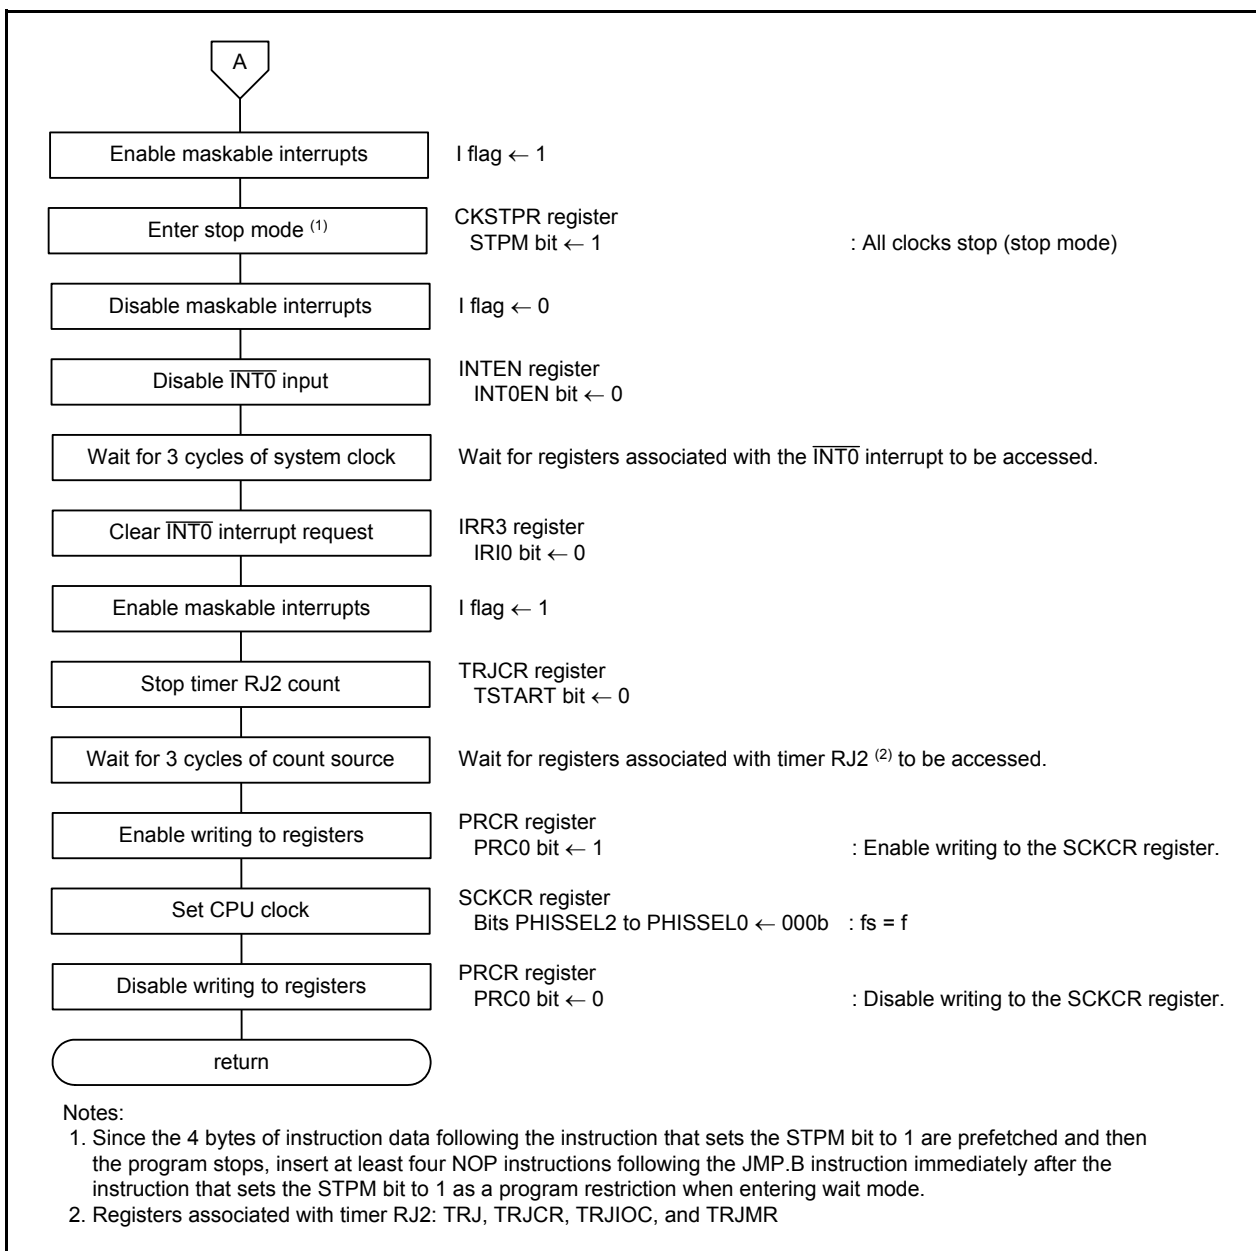 A
Enable maskable interrupts I flag ← 1
Enter stop mode (1) CKSTPR register
STPM bit ← 1 : All clocks stop (stop mode)
Disable maskable interrupts I flag ← 0
Disable I̅N̅T̅0̅ input INTEN register
INT0EN bit ← 0
Wait for 3 cycles of system clock Wait for registers associated with the I̅N̅T̅0̅ interrupt to be accessed.
Clear I̅N̅T̅0̅ interrupt request IRR3 register
IRI0 bit ← 0
Enable maskable interrupts I flag ← 1
Stop timer RJ2 count TRJCR register
TSTART bit ← 0
Wait for 3 cycles of count source Wait for registers associated with timer RJ2 (2) to be accessed.
Enable writing to registers PRCR register
PRC0 bit ← 1 : Enable writing to the SCKCR register.
Set CPU clock SCKCR register
Bits PHISSEL2 to PHISSEL0 ← 000b : fs = f
Disable writing to registers PRCR register
PRC0 bit ← 0 : Disable writing to the SCKCR register.
return
Notes:
1. Since the 4 bytes of instruction data following the instruction that sets the STPM bit to 1 are prefetched and then
the program stops, insert at least four NOP instructions following the JMP.B instruction immediately after the
instruction that sets the STPM bit to 1 as a program restriction when entering wait mode.
2. Registers associated with timer RJ2: TRJ, TRJCR, TRJIOC, and TRJMR